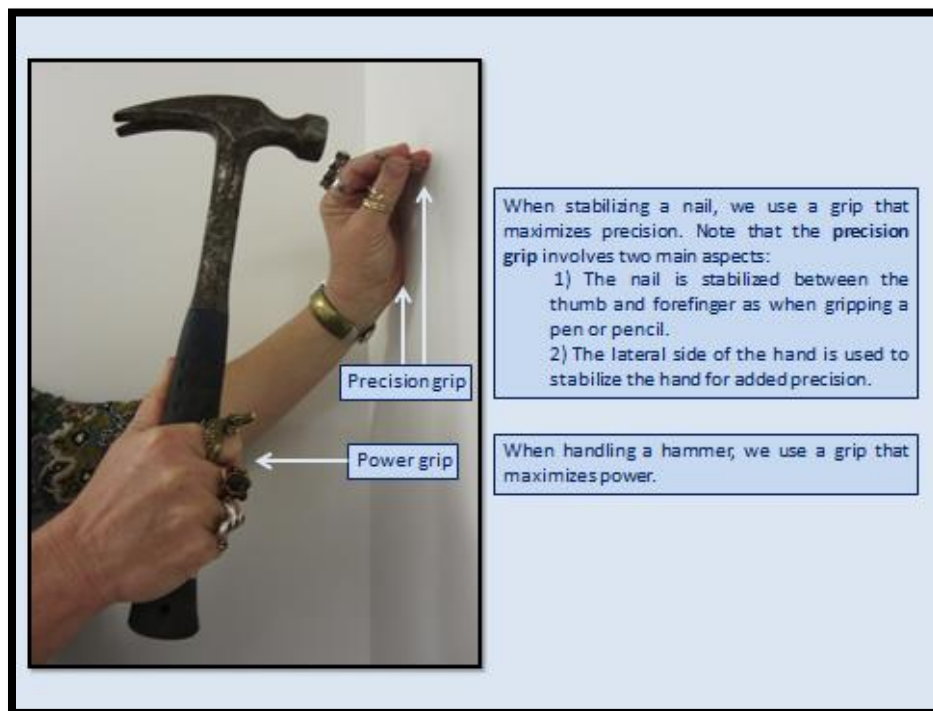 When stabilizing a nail, we use a grip that
maximizes precision. Note that the precision
grip involves two main aspects:
1) The nail is stabilized between the
thumb and forefinger as when gripping a
pen or pencil.
2) The lateral side of the hand is used to
stabilize the hand for added precision.
Precision grip
Power grip
When handling a hammer, we use a grip that
maximizes power.